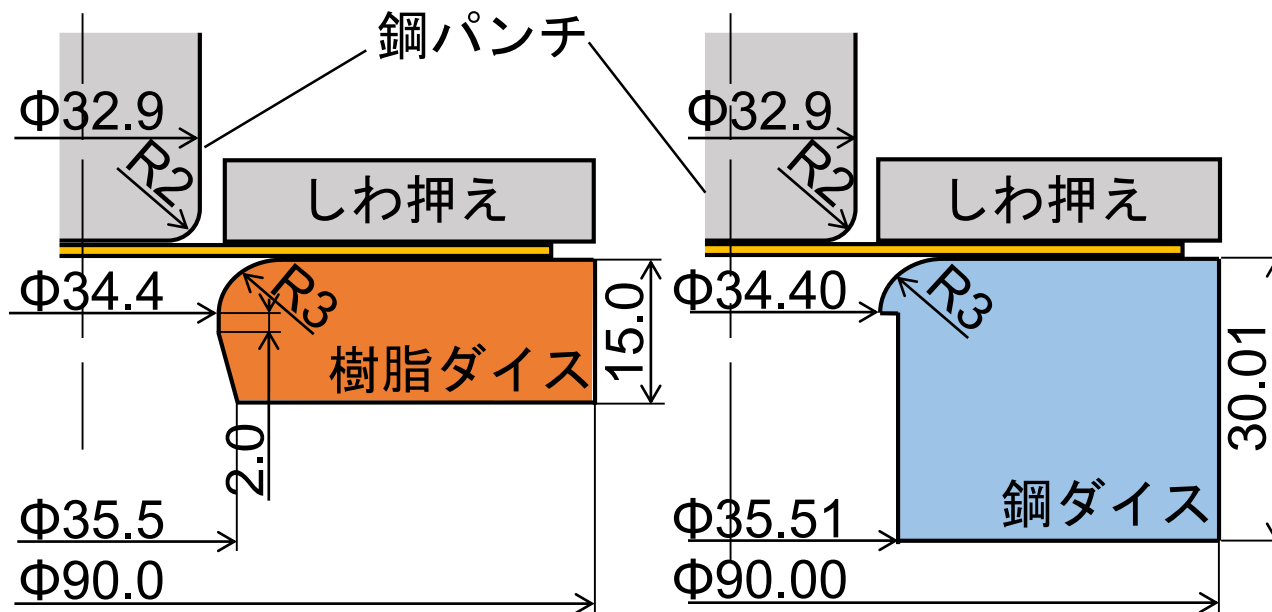 鋼パンチ
Φ32.9
R2
しわ押え
Φ34.4
R3
樹脂ダイス
15.0
2.0
Φ35.5
Φ90.0
Φ32.9
R2
しわ押え
Φ34.40
R3
30.01
鋼ダイス
Φ35.51
Φ90.00